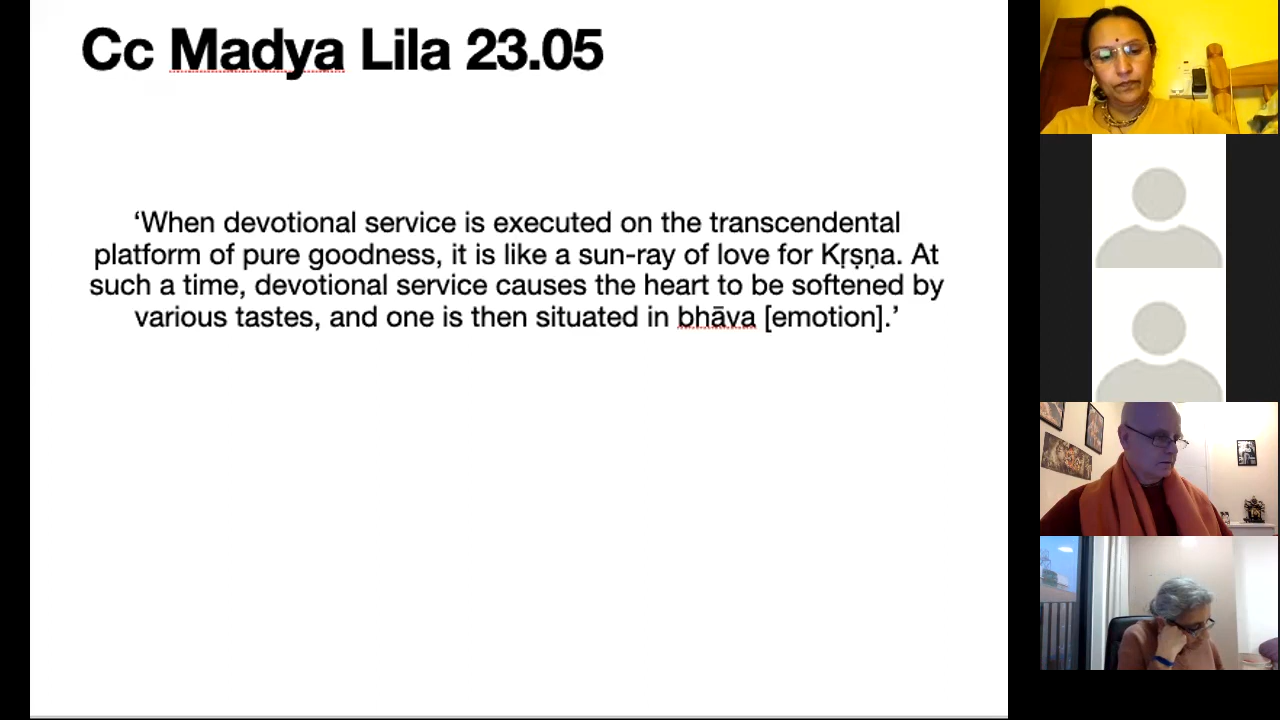 Cc Madya Lila 23.05
‘When devotional service is executed on the transcendental
platform of pure goodness, it is like a sun-ray of love for Kṛṣṇa. At
such a time, devotional service causes the heart to be softened by
various tastes, and one is then situated in bhāva [emotion].’